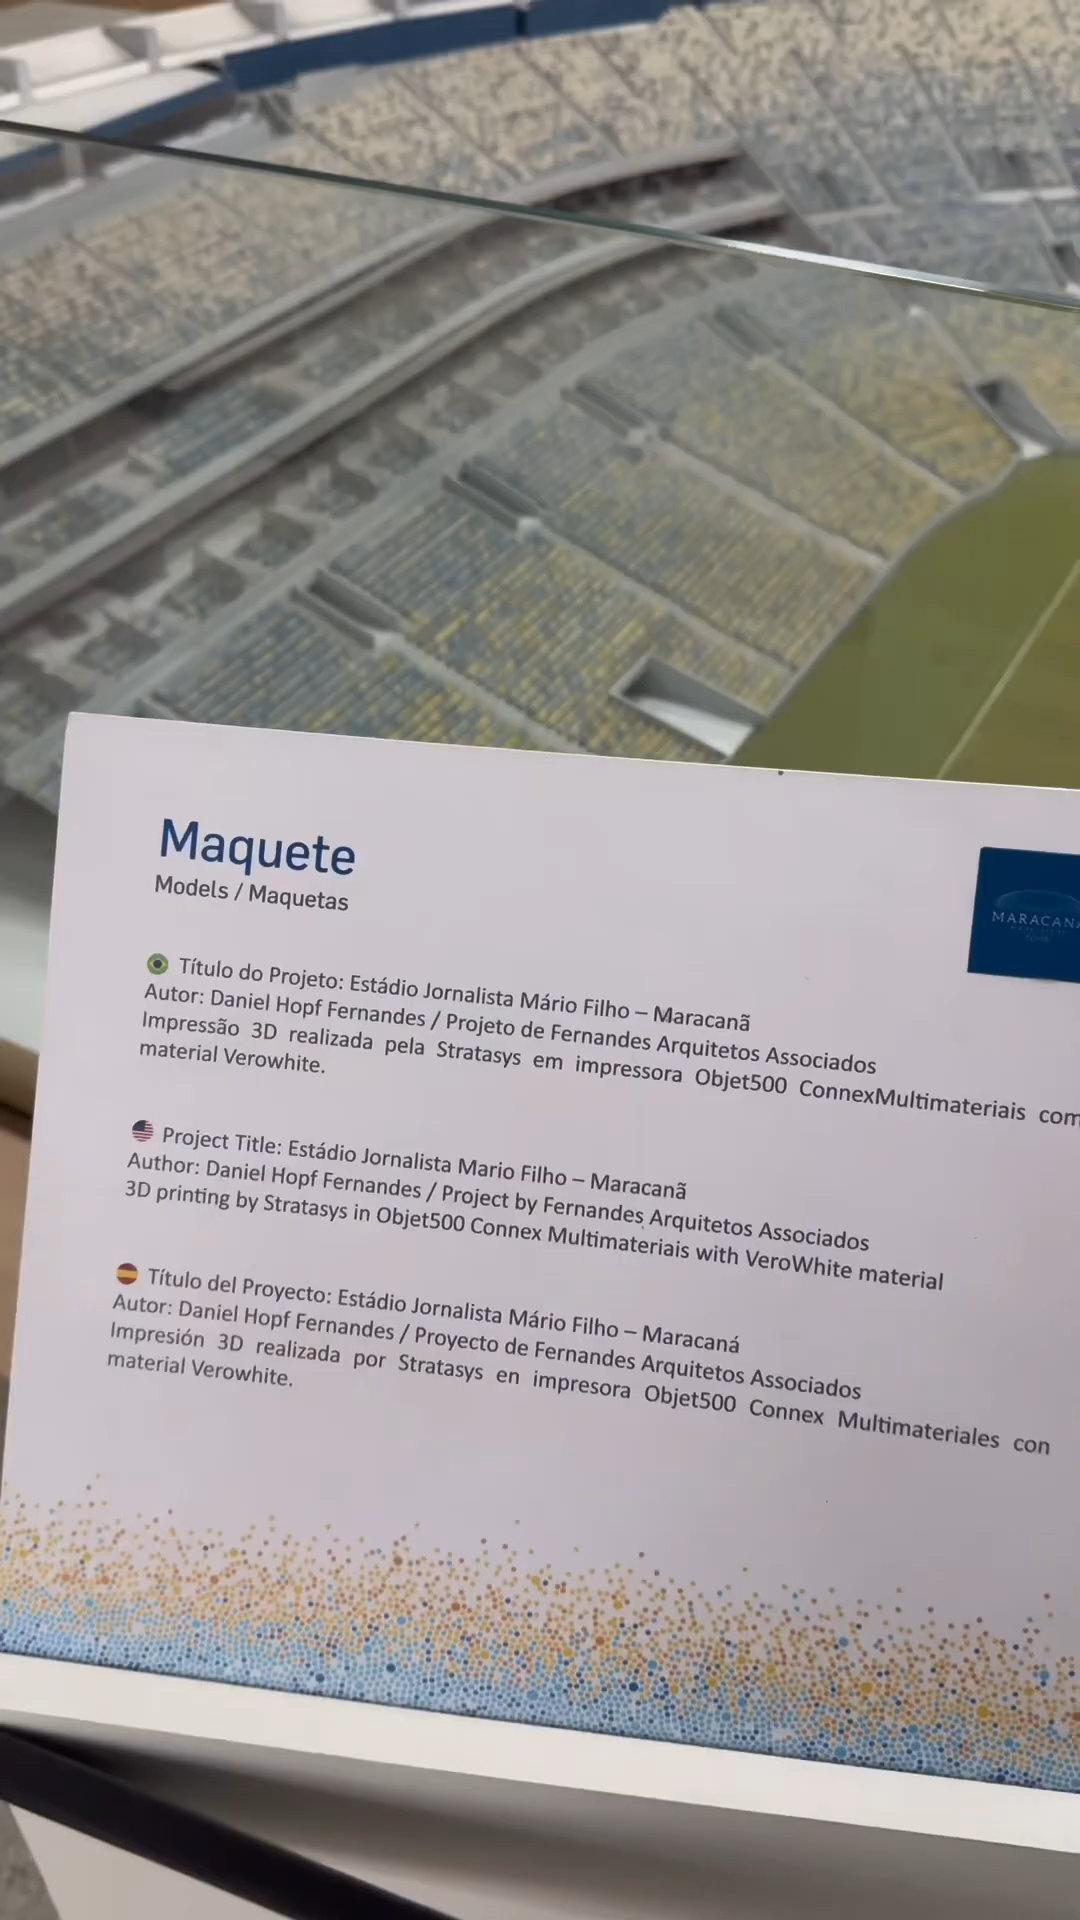 Maquete
Models / Maquetas
MARACANÃ
Título do Projeto: Estádio Jornalista Mário Filho – Maracanã
Autor: Daniel Hopf Fernandes / Projeto de Fernandes Arquitetos Associados
Impressão 3D realizada pela Stratasys em impressora Objet500 ConnexMultimateriais com
material Verowhite.
Project Title: Estádio Jornalista Mario Filho – Maracanã
Author: Daniel Hopf Fernandes / Project by Fernandes Arquitetos Associados
3D printing by Stratasys in Objet500 Connex Multimateriais with VeroWhite material
Título del Proyecto: Estádio Jornalista Mário Filho – Maracaná
Autor: Daniel Hopf Fernandes / Proyecto de Fernandes Arquitetos Associados
Impresión 3D realizada por Stratasys en impresora Objet500 Connex Multimateriales con
material Verowhite.